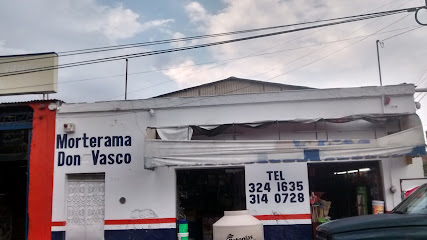 Morterama
Don Vasco
TEL
324 1635
314 0728